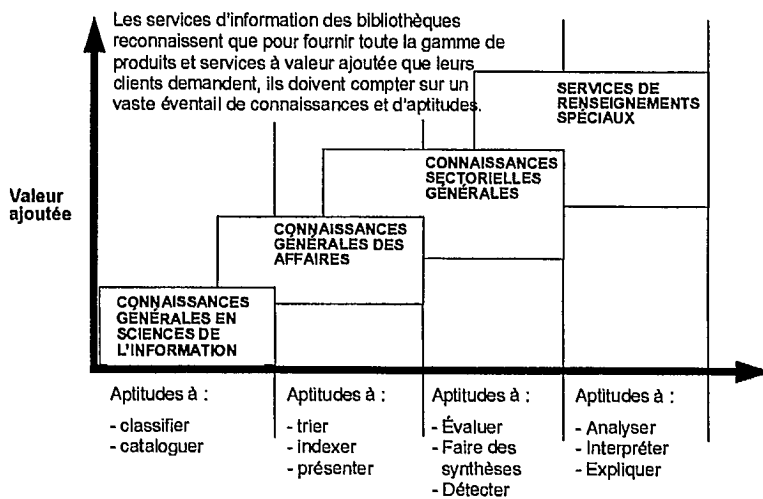 Les services d'information des bibliothèques
reconnaissent que pour fournir toute la gamme de
produits et services à valeur ajoutée que leurs
clients demandent, ils doivent compter sur un
vaste éventail de connaissances et d'aptitudes.
SERVICES DE
RENSEIGNEMENTS
SPÉCIAUX
CONNAISSANCES
SECTORIELLES
GÉNÉRALES
Valeur
ajoutée
CONNAISSANCES
GÉNÉRALES DES
AFFAIRES
CONNAISSANCES
GÉNÉRALES EN
SCIENCES DE
L'INFORMATION
Aptitudes à :
- classifier
- cataloguer
Aptitudes à :
- trier
- indexer
- présenter
Aptitudes à :
- Évaluer
- Faire des
synthèses
- Détecter
Aptitudes à :
- Analyser
- Interpréter
- Expliquer